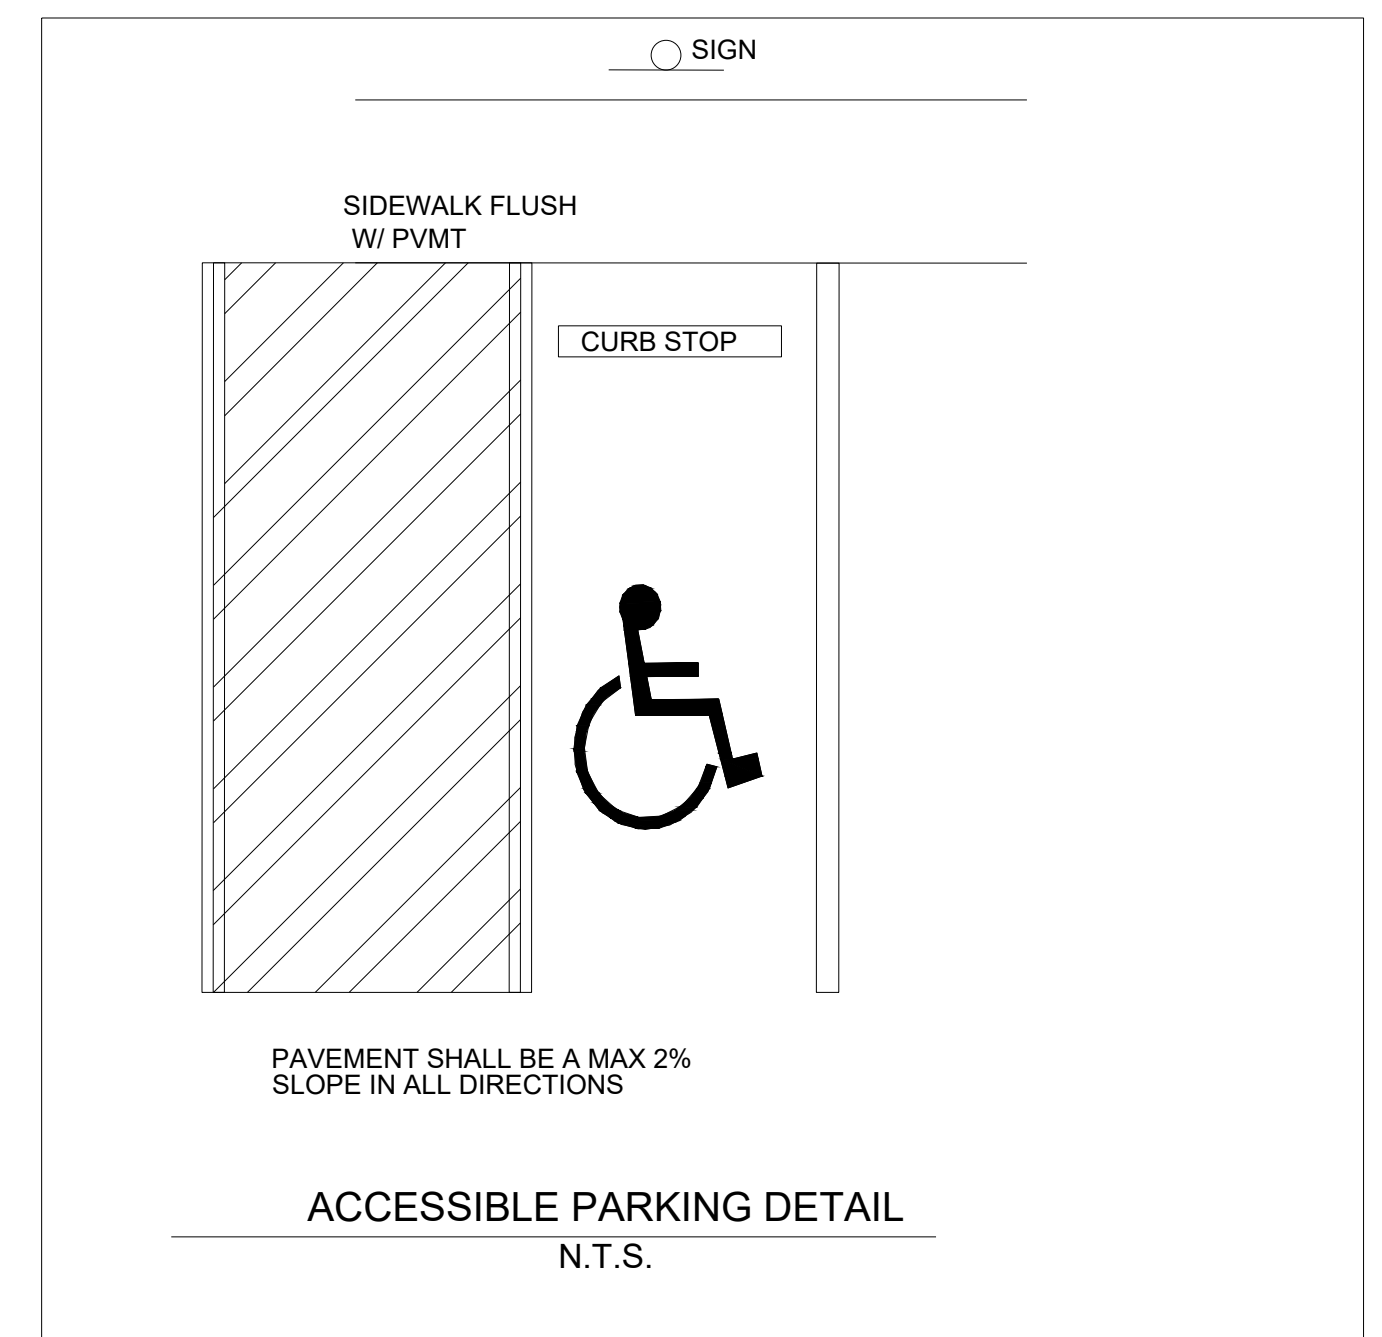 SIGN
SIDEWALK FLUSH
W/ PVMT
CURB STOP
PAVEMENT SHALL BE A MAX 2%
SLOPE IN ALL DIRECTIONS
ACCESSIBLE PARKING DETAIL
N.T.S.